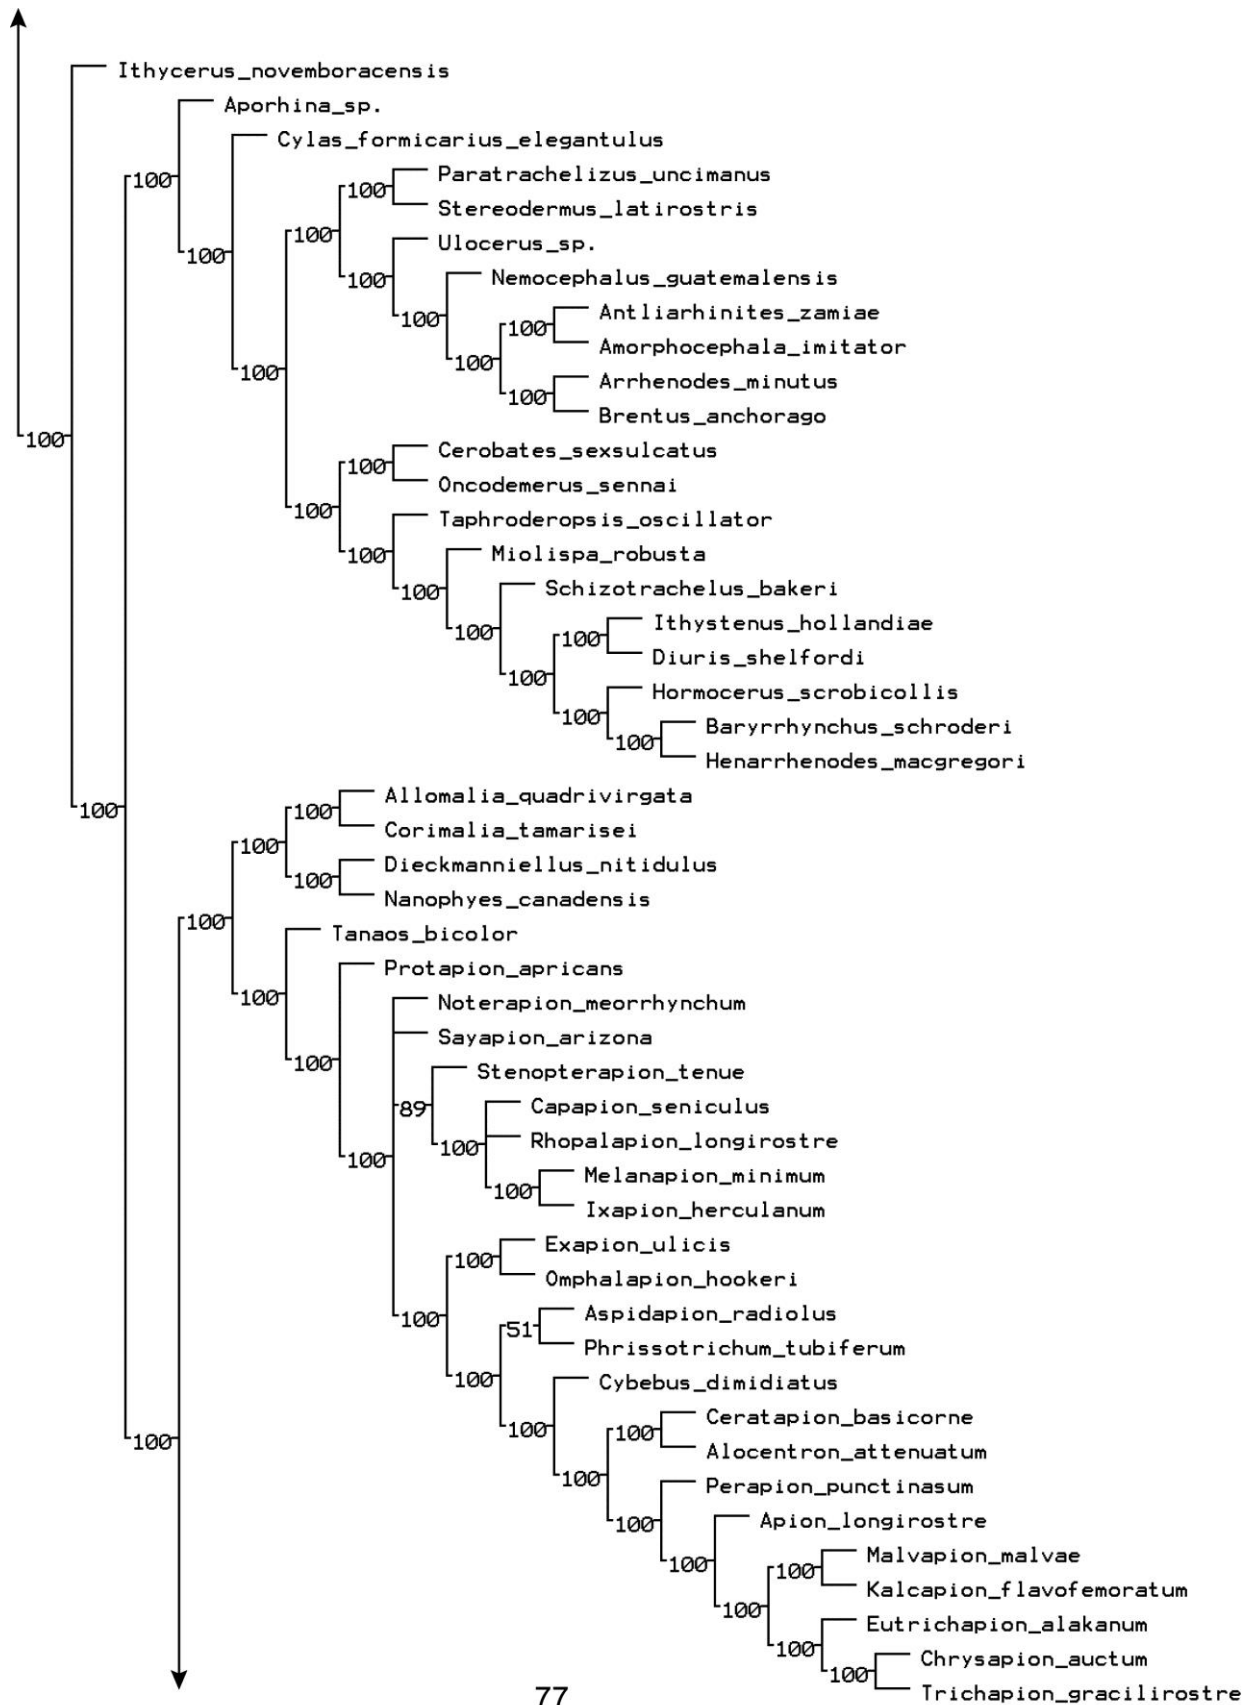 Ithycerus_novemboracensis
Aporhina_sp.
Cylas_formicarius_elegantulus
Paratrachelizus_uncimanus
100
100
Stereodermus_latirostris
100
Ulocerus_sp.
100
100
Nemocephalus_guatemalensis
100
Antliarhinites_zamiae
100
100
Amorphocephala_imitator
100
100
Arrhenodes_minutus
100
Brentus_anchorago
100
Cerobates_sexsulcatus
100
Oncodemerus_sennai
100
Taphroderopsis_oscillator
100
Miolispa_robusta
100
Schizotrachelus_bakeri
Ithystenus_hollandiae
100
100
Diuris_shelfordi
100
Hormocerus_scrobicollis
100
Baryrrhynchus_schroderi
100
Henarrhenodes_macgregori
Allomalia_quadrivirgata
100
100
Corimalia_tamarisei
100
Dieckmanniellus_nitidulus
100
Nanophyes_canadensis
100
Tanaos_bicolor
Protapion_apricans
100
Noterapion_meorrhynchum
Sayapion_arizona
100
Stenopterapion_tenue
89
Capapion_seniculus
Rhopalapion_longirostre
100
100
Melanapion_minimum
100
Ixapion_herculanum
Exapion_ulicis
100
Omphalapion_hookeri
Aspidapion_radiolus
100
51
Phrissotrichum_tubiferum
100
Cybebus_dimidiatus
Ceratapion_basicorne
100
100
100
Alocentron_attenuatum
100
Perapion_punctinasum
100
Apion_longirostre
Malvapion_malvae
100
100
Kalcapion_flavofemoratum
100
Eutrichapion_alakanum
100
Chrysapion_auctum
100
Trichapion_gracilirostre
77